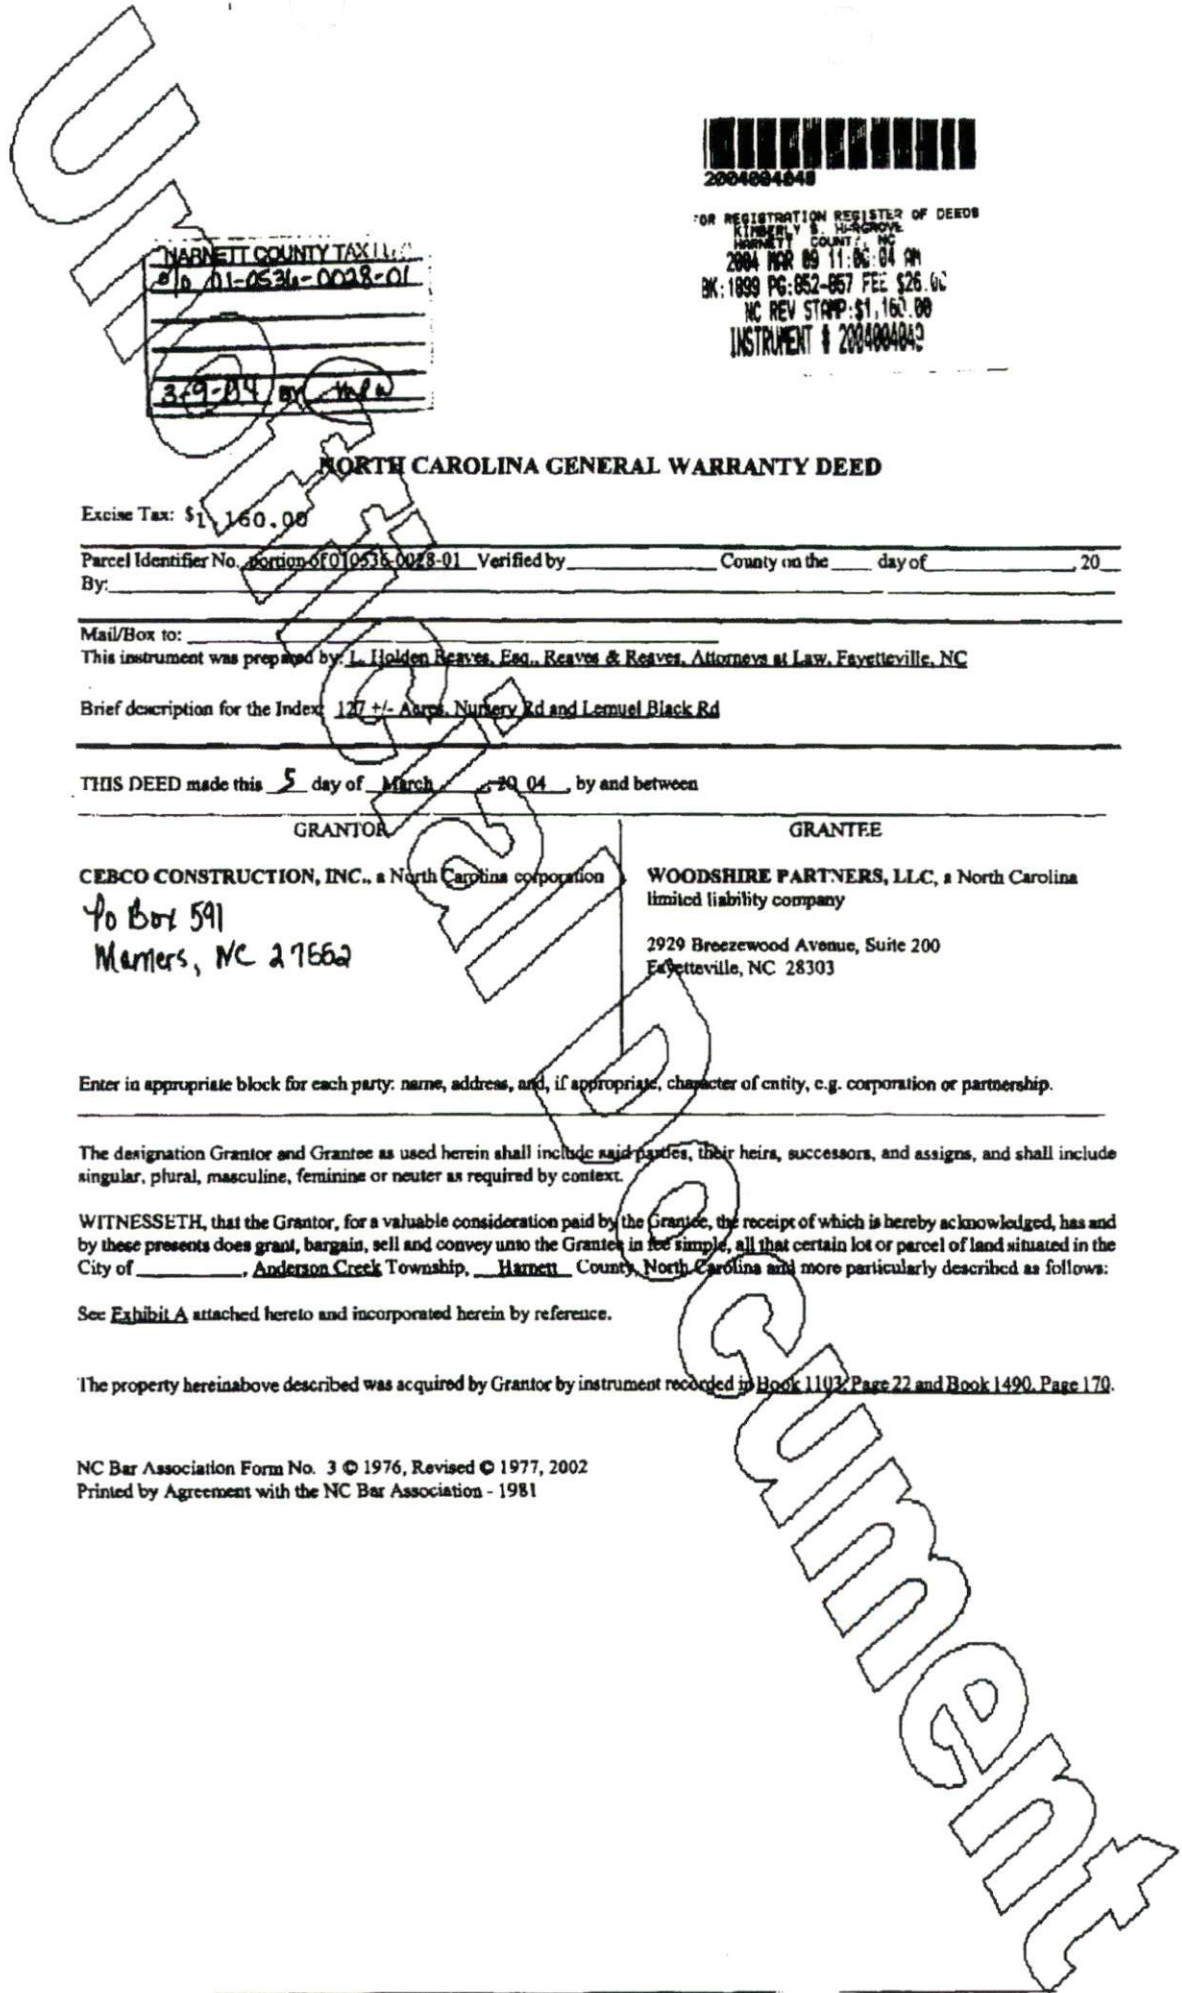 2004004049
FOR REGISTRATION REGISTER OF DEEDS
KIMBERLY S. HARGROVE
HARNETT COUNTY, NC
2004 MAR 09 11:06:04 AM
BK:1899 PG:852-857 FEE $26.00
NC REV STAMP:$1,160.00
INSTRUMENT # 2004004049
HARNETT COUNTY TAX I.D.#
o/o 01-0536-0028-01
3-9-04 BY
NORTH CAROLINA GENERAL WARRANTY DEED
Excise Tax: $1,160.00
Parcel Identifier No. portion of 010536-0028-01 Verified by County on the day of , 20
By:
Mail/Box to:
This instrument was prepared by: L. Holden Reaves, Esq., Reaves & Reaves, Attorneys at Law, Fayetteville, NC
Brief description for the Index: 127 +/- Acres, Nursery Rd and Lemuel Black Rd
THIS DEED made this 5 day of March , 20 04 , by and between
GRANTOR GRANTEE
CEBCO CONSTRUCTION, INC., a North Carolina corporation
PO Box 591
Mamers, NC 27552
WOODSHIRE PARTNERS, LLC, a North Carolina
limited liability company
2929 Breezewood Avenue, Suite 200
Fayetteville, NC 28303
Enter in appropriate block for each party: name, address, and, if appropriate, character of entity, e.g. corporation or partnership.
The designation Grantor and Grantee as used herein shall include said parties, their heirs, successors, and assigns, and shall include
singular, plural, masculine, feminine or neuter as required by context.
WITNESSETH, that the Grantor, for a valuable consideration paid by the Grantee, the receipt of which is hereby acknowledged, has and
by these presents does grant, bargain, sell and convey unto the Grantee in fee simple, all that certain lot or parcel of land situated in the
City of , Anderson Creek Township, Harnett County, North Carolina and more particularly described as follows:
See Exhibit A attached hereto and incorporated herein by reference.
The property hereinabove described was acquired by Grantor by instrument recorded in Book 1103, Page 22 and Book 1490, Page 170.
NC Bar Association Form No. 3 © 1976, Revised © 1977, 2002
Printed by Agreement with the NC Bar Association - 1981
Unofficial Document